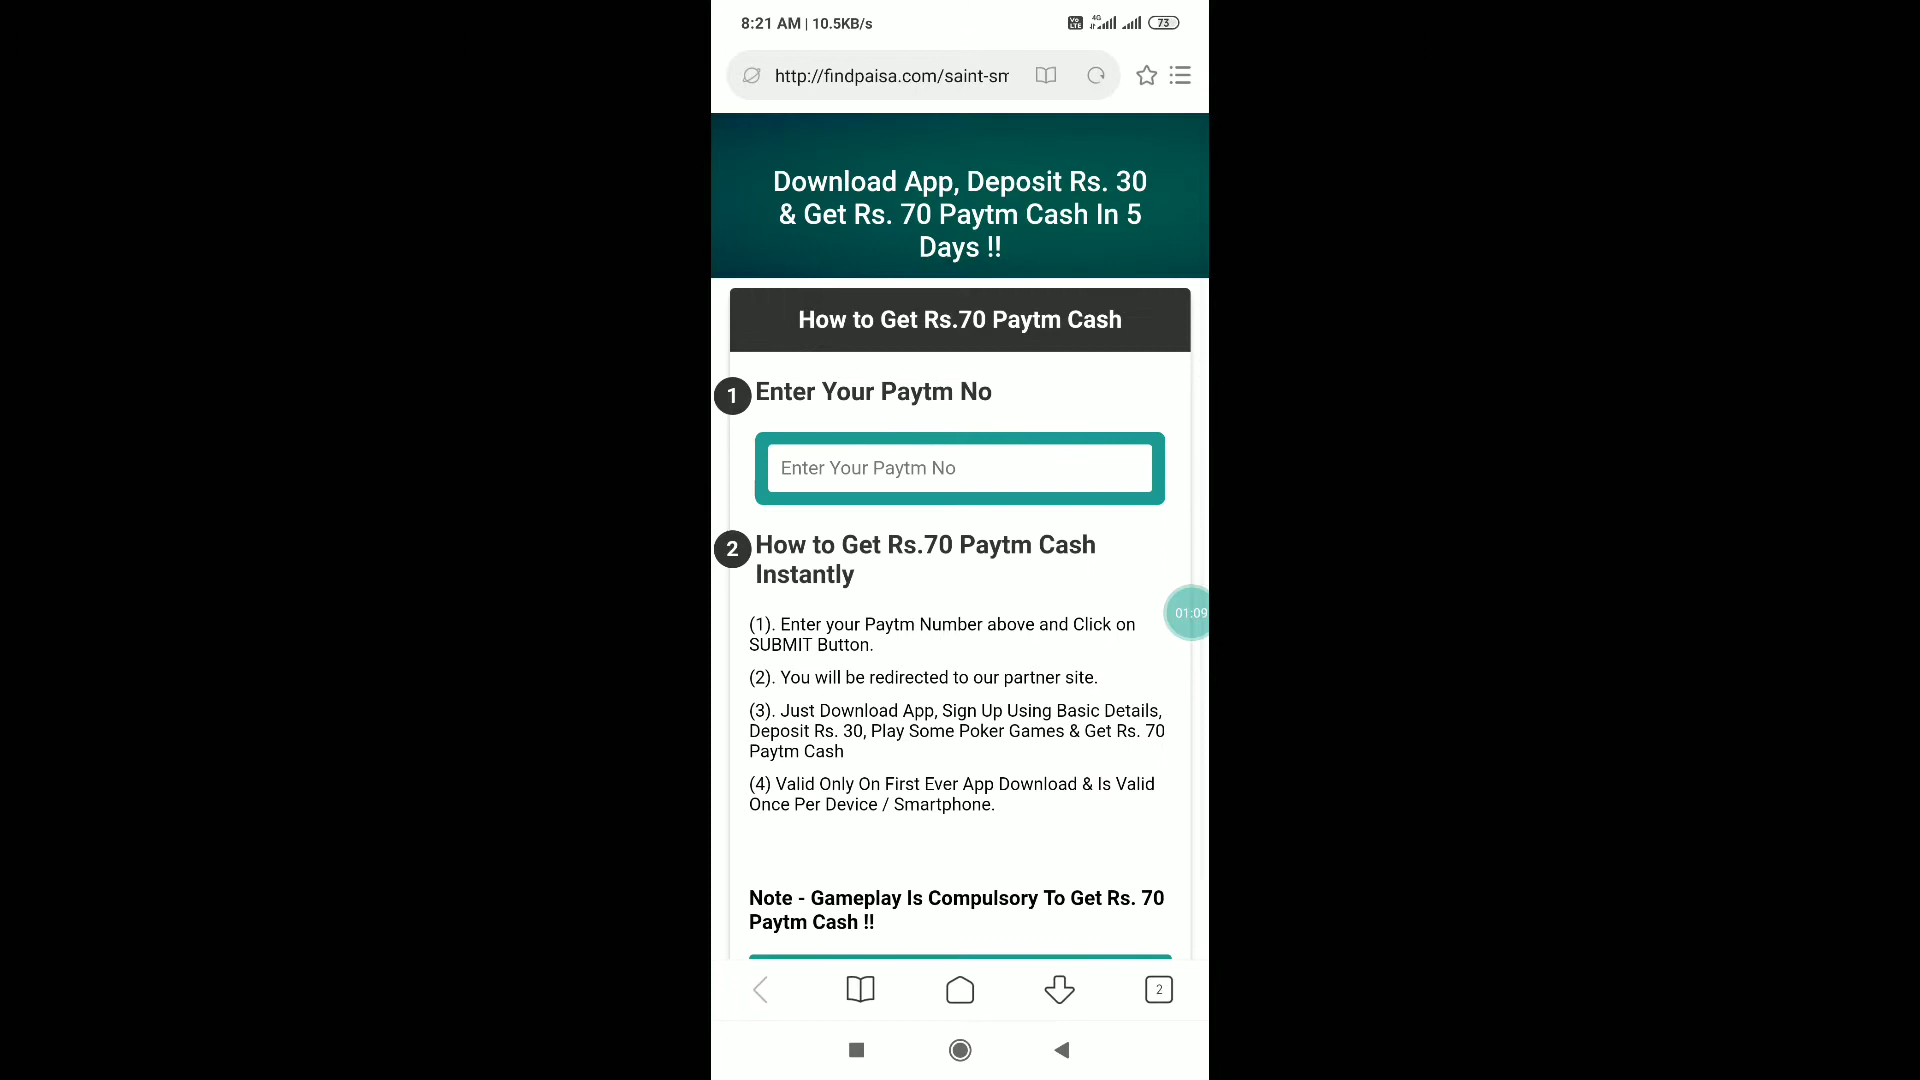 8:21 AM | 10.5KB/s
Vo LTE 4G 73
http://findpaisa.com/saint-sm
Download App, Deposit Rs. 30
& Get Rs. 70 Paytm Cash In 5
Days !!
How to Get Rs.70 Paytm Cash
1 Enter Your Paytm No
Enter Your Paytm No
2 How to Get Rs.70 Paytm Cash
Instantly
(1). Enter your Paytm Number above and Click on
SUBMIT Button.
01:09
(2). You will be redirected to our partner site.
(3). Just Download App, Sign Up Using Basic Details,
Deposit Rs. 30, Play Some Poker Games & Get Rs. 70
Paytm Cash
(4) Valid Only On First Ever App Download & Is Valid
Once Per Device / Smartphone.
Note - Gameplay Is Compulsory To Get Rs. 70
Paytm Cash !!
2